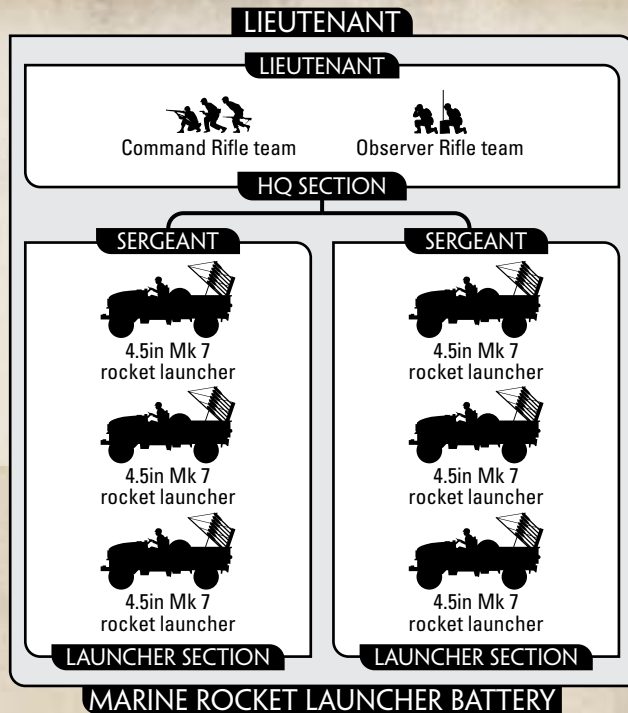 LIEUTENANT
LIEUTENANT
Command Rifle team
Observer Rifle team
HQ SECTION
SERGEANT
4.5in Mk 7
rocket launcher
4.5in Mk 7
rocket launcher
4.5in Mk 7
rocket launcher
LAUNCHER SECTION
SERGEANT
4.5in Mk 7
rocket launcher
4.5in Mk 7
rocket launcher
4.5in Mk 7
rocket launcher
LAUNCHER SECTION
MARINE ROCKET LAUNCHER BATTERY